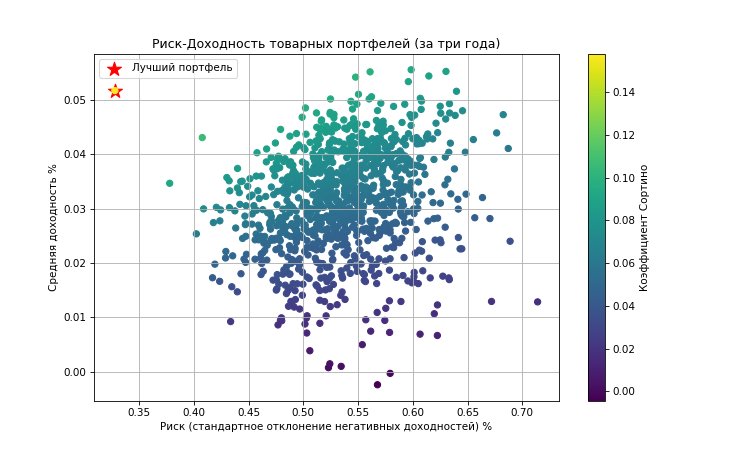 Риск-Доходность товарных портфелей (за три года)
Лучший портфель
Средняя доходность %
0.05
0.04
0.03
0.02
0.01
0.00
0.35 0.40 0.45 0.50 0.55 0.60 0.65 0.70
Риск (стандартное отклонение негативных доходностей) %
0.14
0.12
0.10
0.08
0.06
0.04
0.02
0.00
Коэффициент Сортино